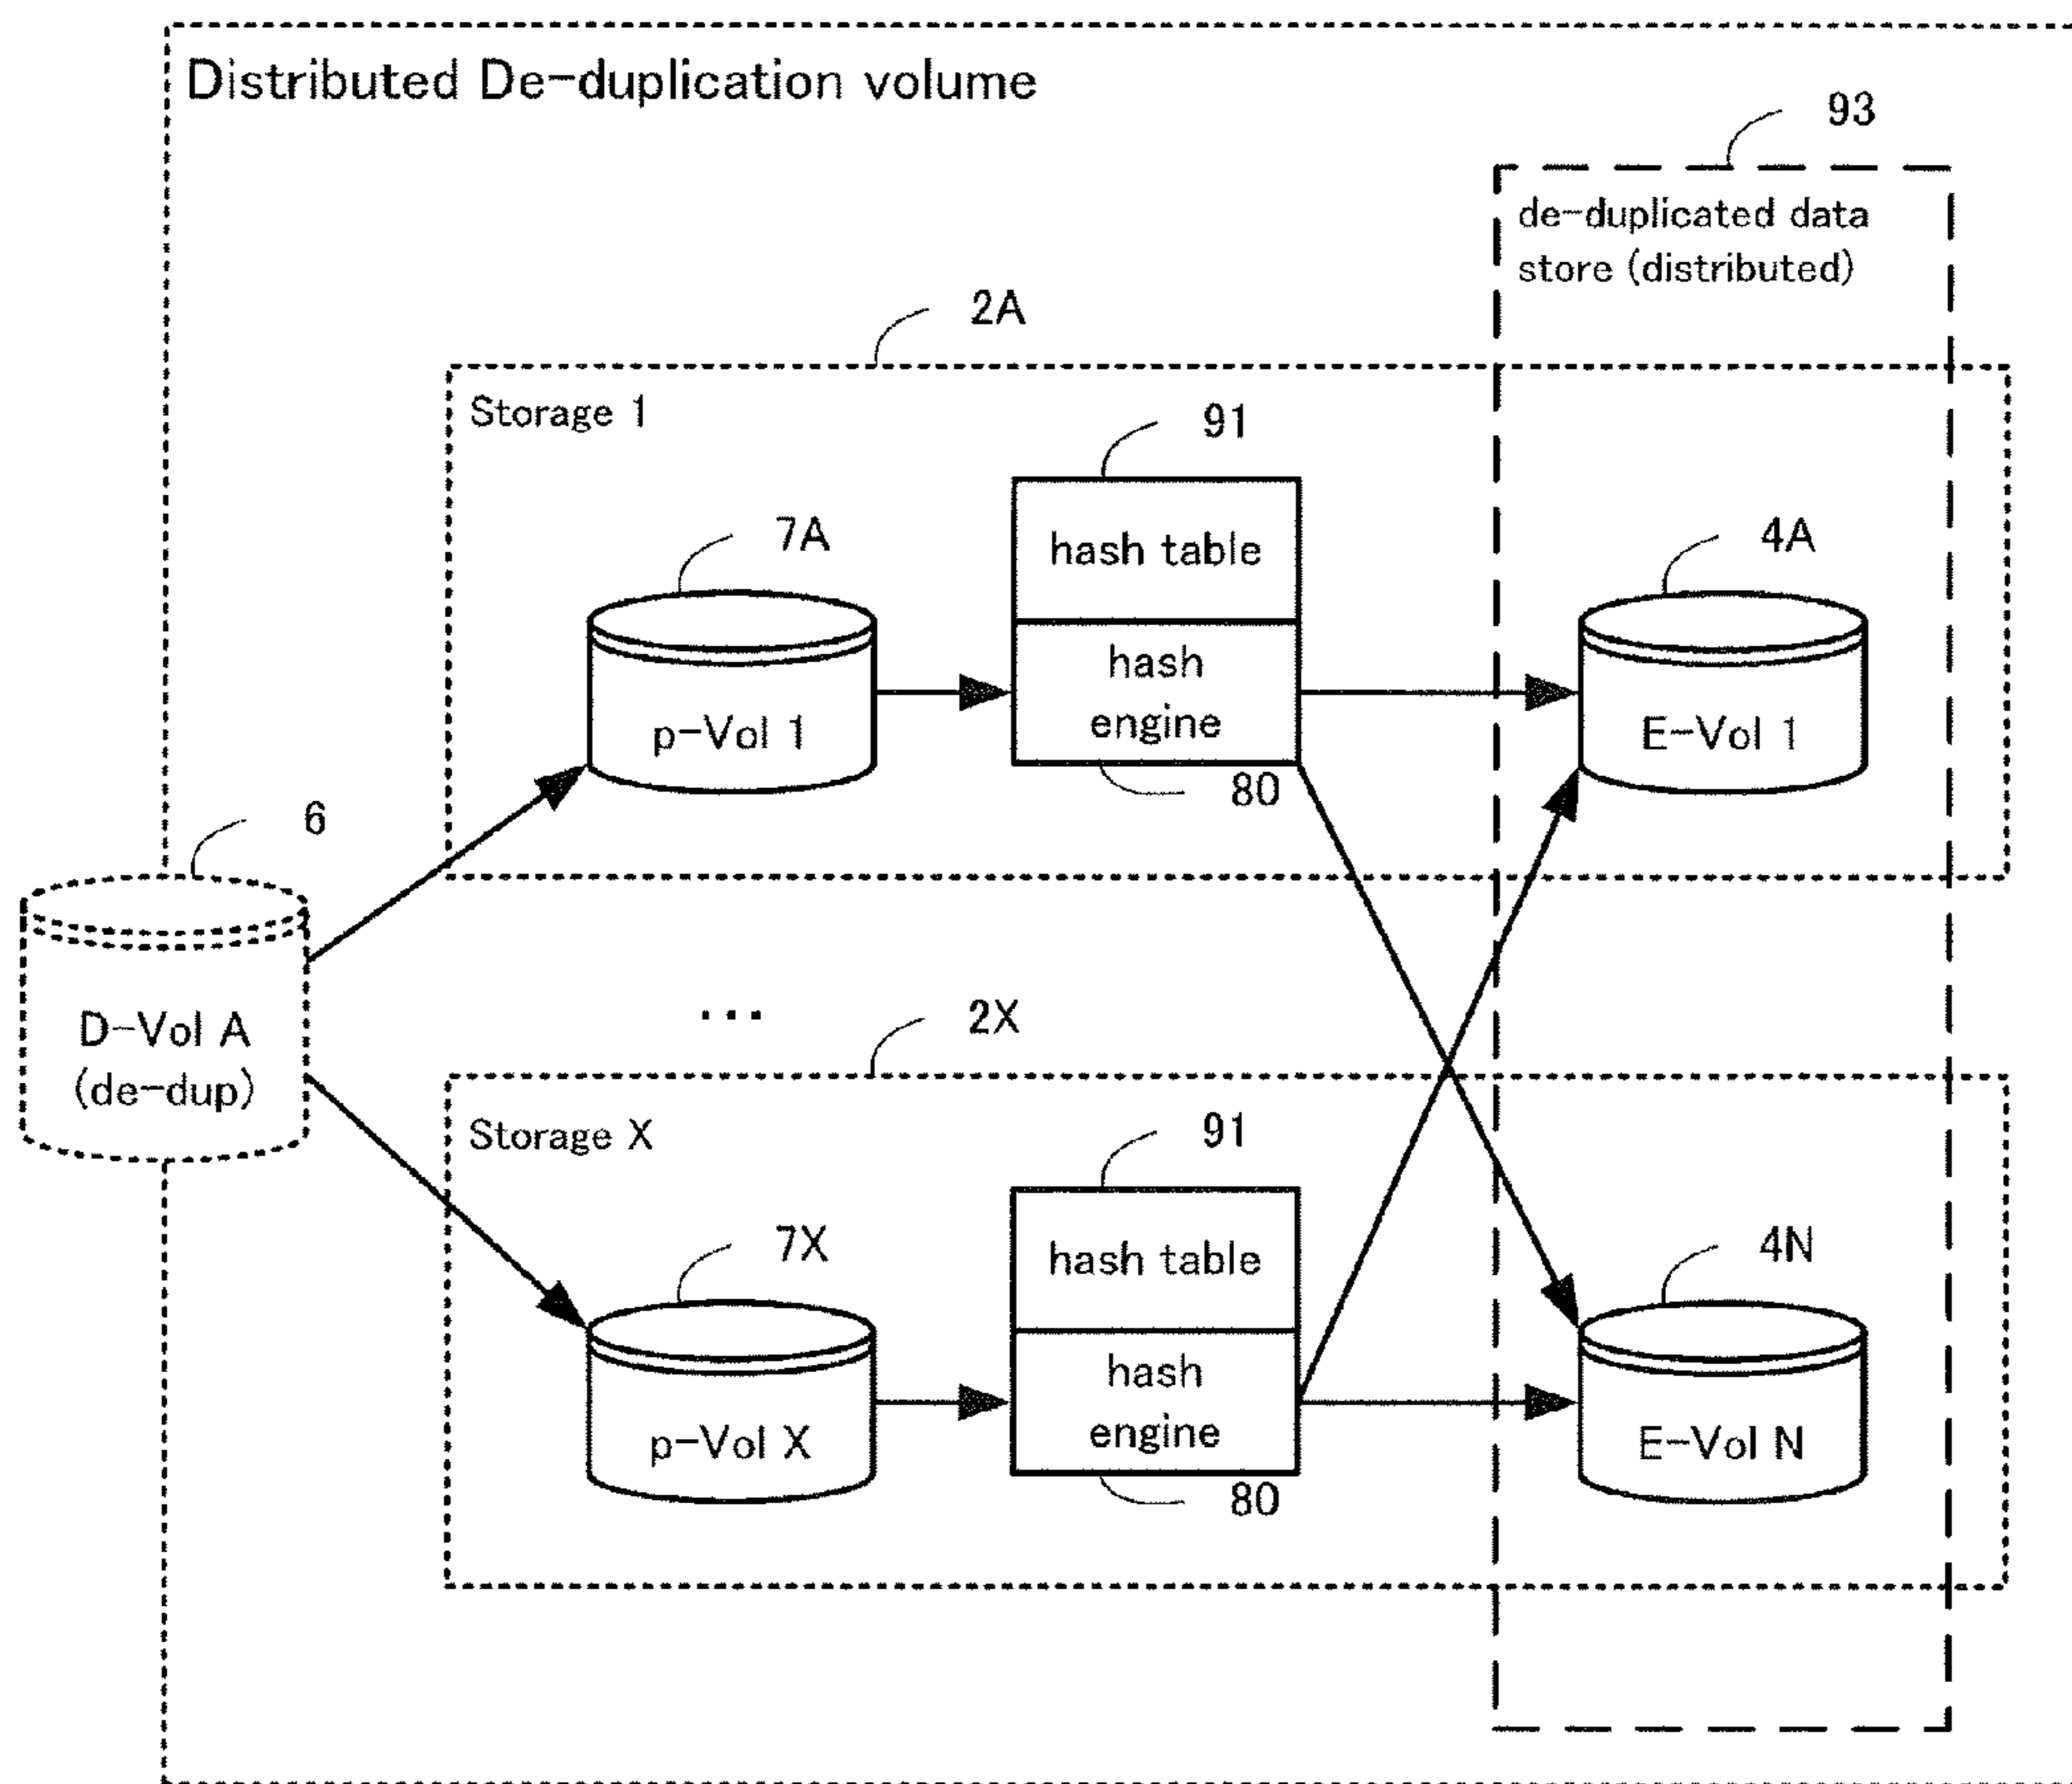 Distributed De-duplication volume
93
de-duplicated data
store (distributed)
2A
Storage 1
91
7A
hash table
4A
hash
engine
p-Vol 1
E-Vol 1
80
6
D-Vol A
(de-dup)
...
2X
Storage X
91
7X
hash table
4N
hash
engine
p-Vol X
E-Vol N
80